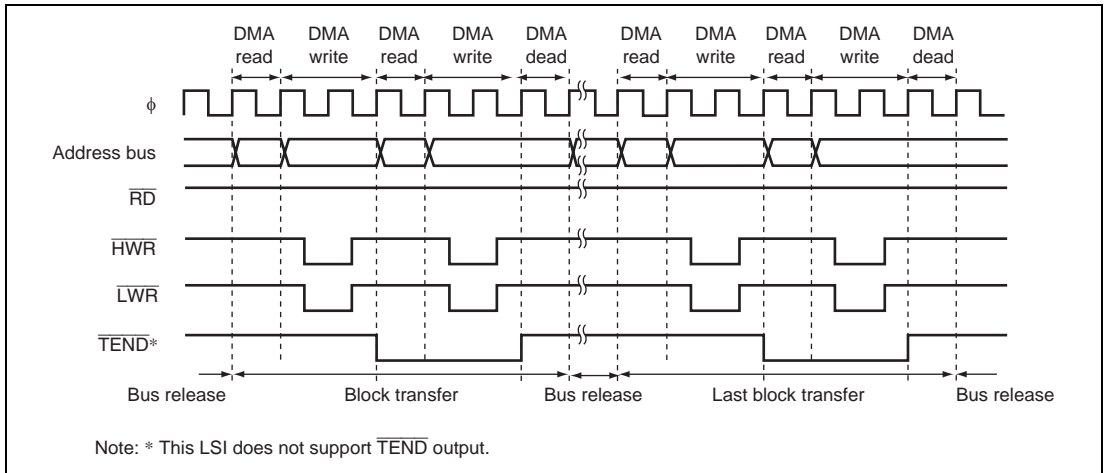 DMA read DMA write DMA read DMA write DMA dead DMA read DMA write DMA read DMA write DMA dead
ϕ
Address bus
RD
HWR
LWR
TEND*
Bus release Block transfer Bus release Last block transfer Bus release
Note: * This LSI does not support TEND output.